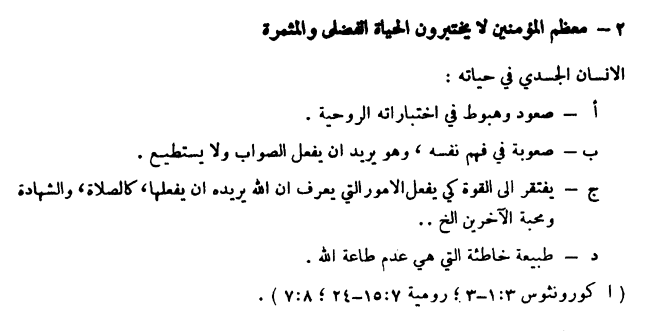 ٢ – معظم المؤمنين لا يختبرون الحياة الفضلى والمثمرة
الانسان الجسدي في حياته :
أ – صعود وهبوط في اختباراته الروحية .
ب – صعوبة في فهم نفسه ، وهو يريد ان يفعل الصواب ولا يستطيع .
ج – يفتقر الى القوة كي يفعل الامور التي يعرف ان الله يريده ان يفعلها، كالصلاة، والشهادة
ومحبة الآخرين الخ ..
د – طبيعة خاطئة التي هي عدم طاعة الله .
( ١ كورونثوس ٣:١–٣ ؛ رومية ٧:١٥–٢٤ ؛ ٨:٧ ) .